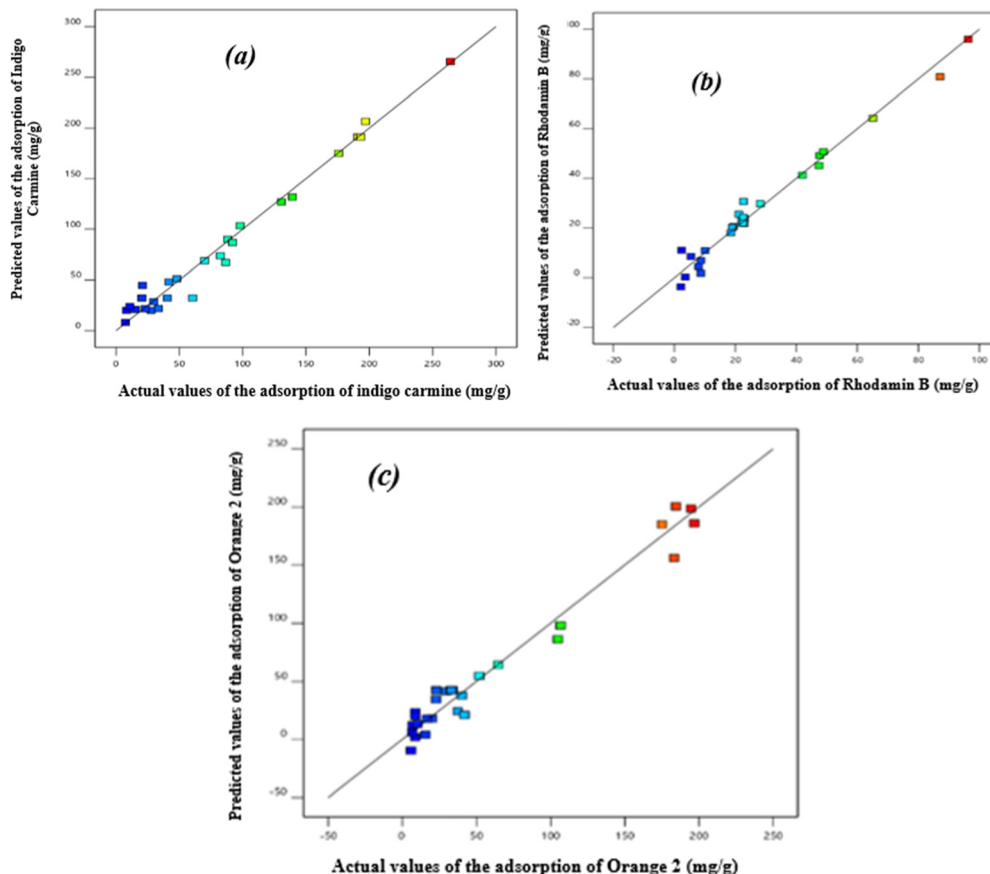 (a)
Predicted values of the adsorption of Indigo
Carmine (mg/g)
300
250
200
150
100
50
0
0 50 100 150 200 250 300
Actual values of the adsorption of indigo carmine (mg/g)
(b)
Predicted values of the adsorption of Rhodamin B (mg/g)
100
80
60
40
20
0
-20
-20 0 20 40 60 80 100
Actual values of the adsorption of Rhodamin B (mg/g)
(c)
Predicted values of the adsorption of Orange 2 (mg/g)
250
200
150
100
50
0
-50
-50 0 50 100 150 200 250
Actual values of the adsorption of Orange 2 (mg/g)